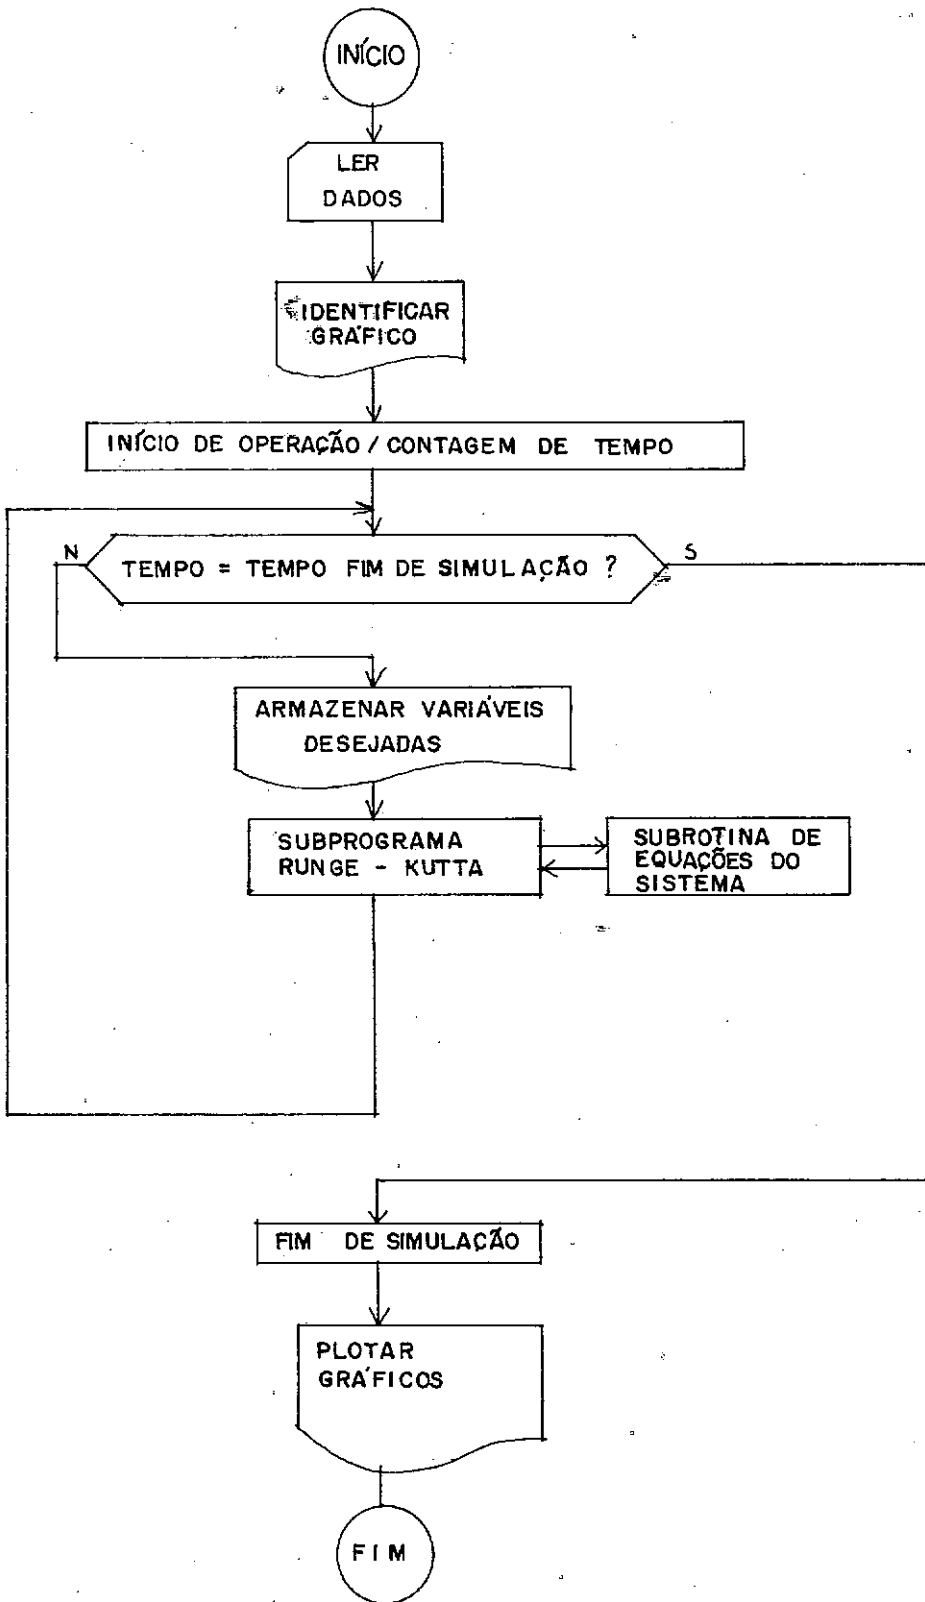 INÍCIO
LER
DADOS
IDENTIFICAR
GRÁFICO
INÍCIO DE OPERAÇÃO / CONTAGEM DE TEMPO
N
TEMPO = TEMPO FIM DE SIMULAÇÃO ?
S
ARMAZENAR VARIÁVEIS
DESEJADAS
SUBPROGRAMA
RUNGE - KUTTA
SUBROTINA DE
EQUAÇÕES DO
SISTEMA
FIM DE SIMULAÇÃO
PLOTAR
GRÁFICOS
FIM